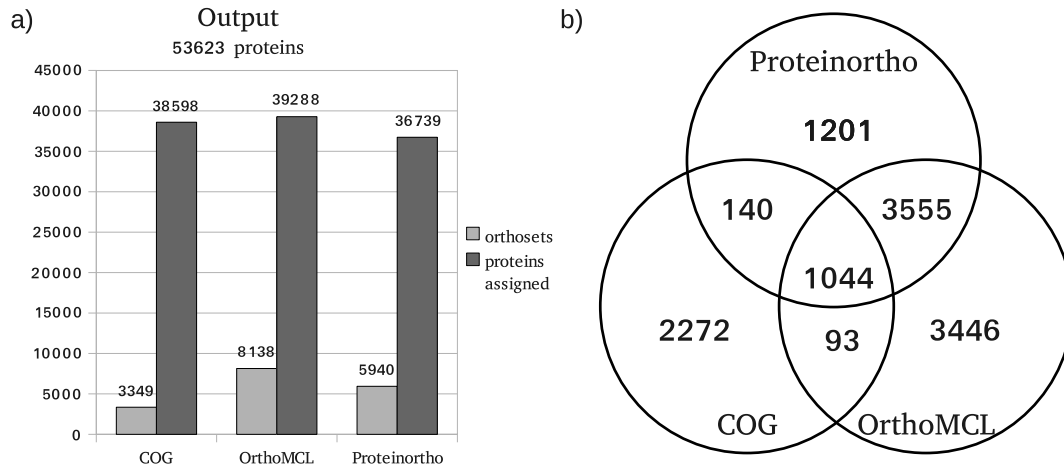 a)
Output
53623 proteins
45000
40000
35000
30000
25000
20000
15000
10000
5000
0
38598
39288
36739
3349
8138
5940
COG
OrthoMCL
Proteinortho
orthosets
proteins
assigned
b)
Proteinortho
1201
140
3555
1044
2272
93
3446
COG
OrthoMCL